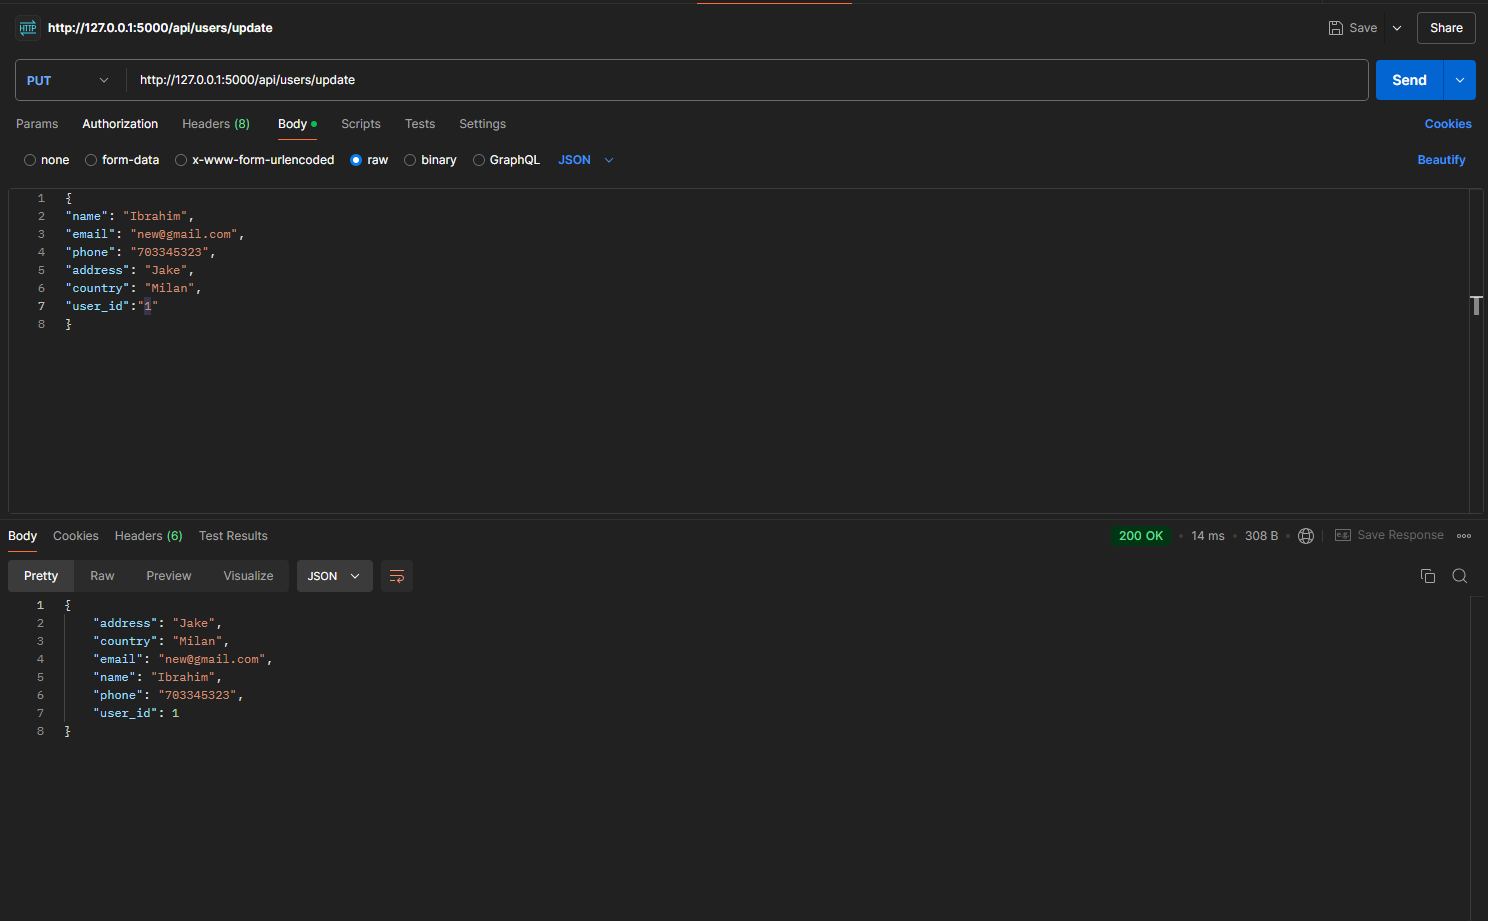 HTTP http://127.0.0.1:5000/api/users/update Save Share
PUT http://127.0.0.1:5000/api/users/update Send
Params Authorization Headers (8) Body Scripts Tests Settings Cookies
none form-data x-www-form-urlencoded raw binary GraphQL JSON Beautify
1 {
2 "name": "Ibrahim",
3 "email": "new@gmail.com",
4 "phone": "703345323",
5 "address": "Jake",
6 "country": "Milan",
7 "user_id":"1"
8 }
Body Cookies Headers (6) Test Results 200 OK 14 ms 308 B e.g. Save Response
Pretty Raw Preview Visualize JSON
1 {
2 "address": "Jake",
3 "country": "Milan",
4 "email": "new@gmail.com",
5 "name": "Ibrahim",
6 "phone": "703345323",
7 "user_id": 1
8 }